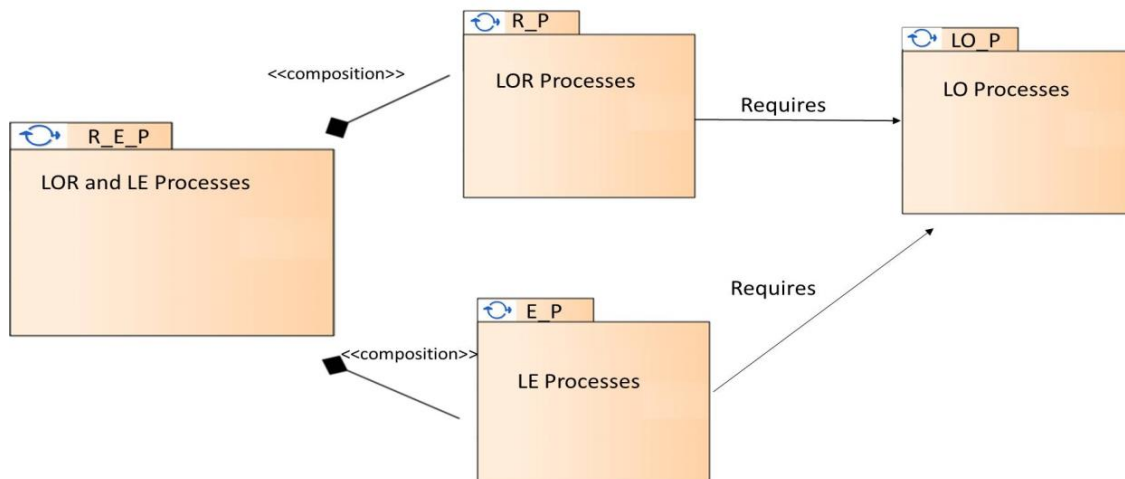 R_P
LOR Processes
<<composition>>
LO_P
LO Processes
Requires
R_E_P
LOR and LE Processes
Requires
E_P
<<composition>>
LE Processes